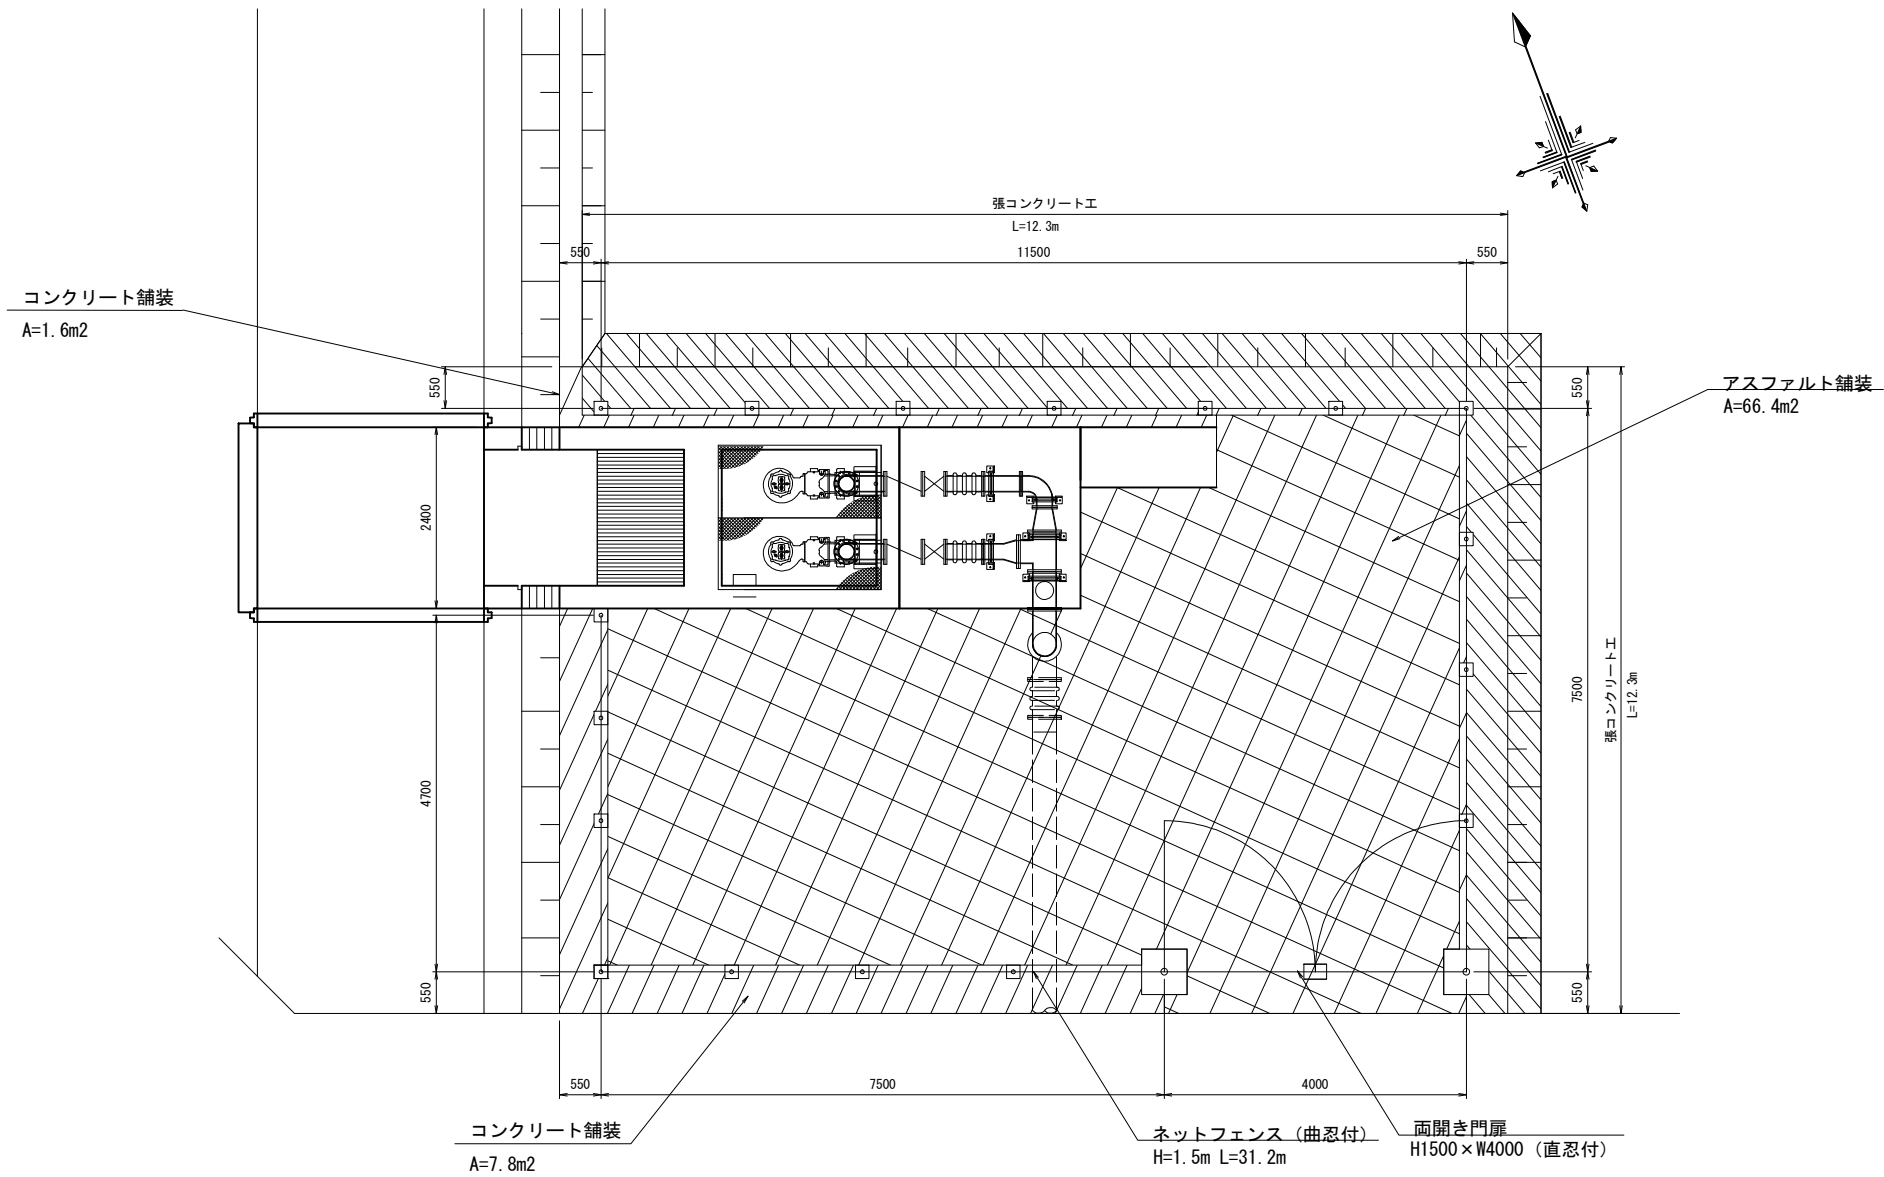 張コンクリート工
L=12.3m
550
11500
550
コンクリート舗装
A=1.6m2
550
550
アスファルト舗装
A=66.4m2
2400
4700
7500
張コンクリート工
L=12.3m
550
550
550
7500
4000
コンクリート舗装
A=7.8m2
ネットフェンス（曲忍付）
H=1.5m L=31.2m
両開き門扉
H1500×W4000（直忍付）